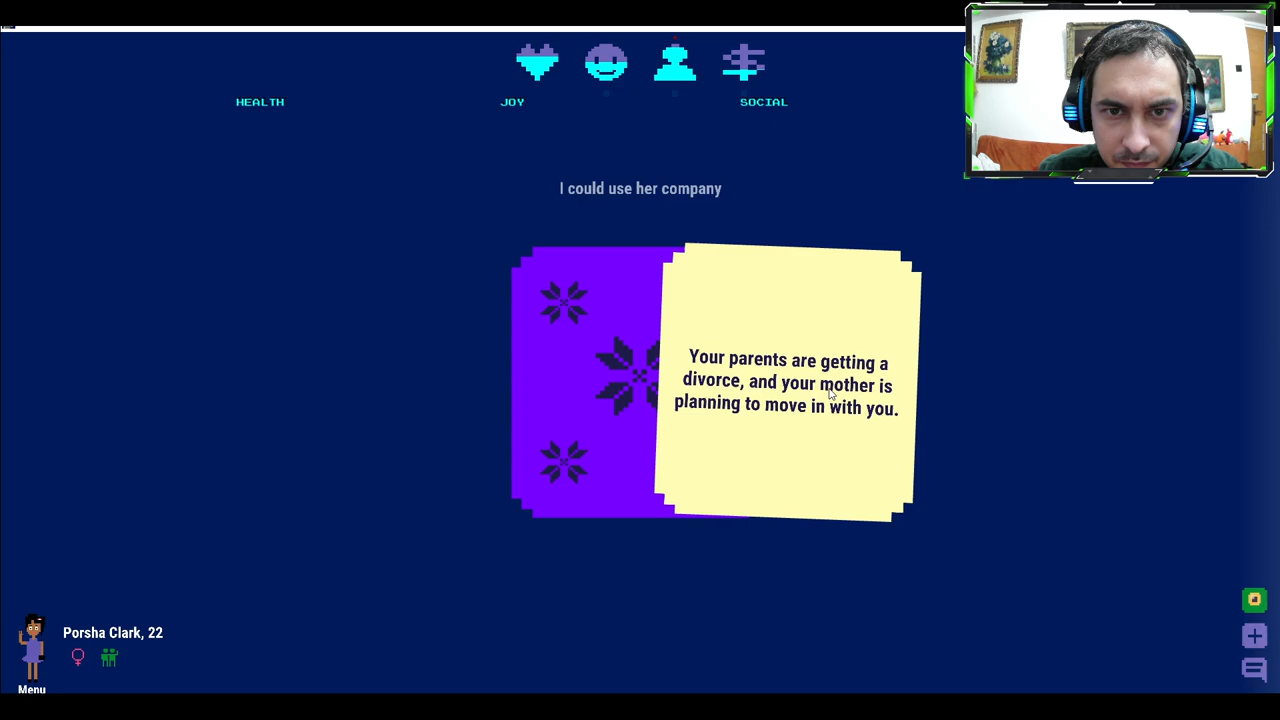 HEALTH JOY SOCIAL
I could use her company
Your parents are getting a
divorce, and your mother is
planning to move in with you.
Porsha Clark, 22
Menu